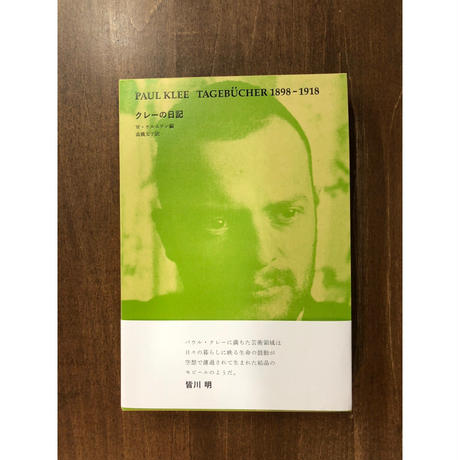 PAUL KLEE TAGEBÜCHER 1898-1918
クレーの日記
W・ケルステン編
高橋文子訳
パウル・クレーに満ちた芸術領域は
日々の暮らしに映る生命の鼓動が
空想で濾過されて生まれた結晶の
モビールのようだ。
皆川 明